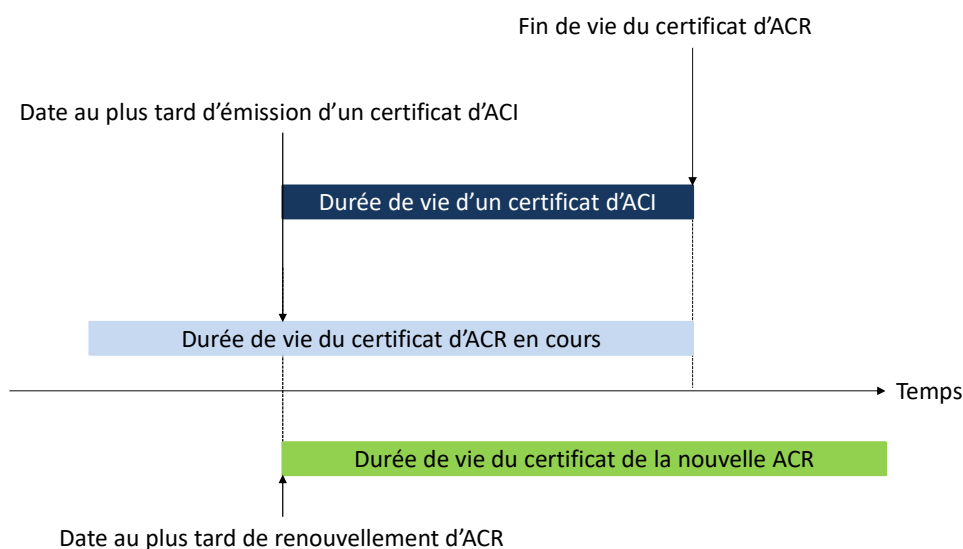 Fin de vie du certificat d’ACR
Date au plus tard d’émission d’un certificat d’ACI
Durée de vie d’un certificat d’ACI
Durée de vie du certificat d’ACR en cours
Temps
Durée de vie du certificat de la nouvelle ACR
Date au plus tard de renouvellement d’ACR